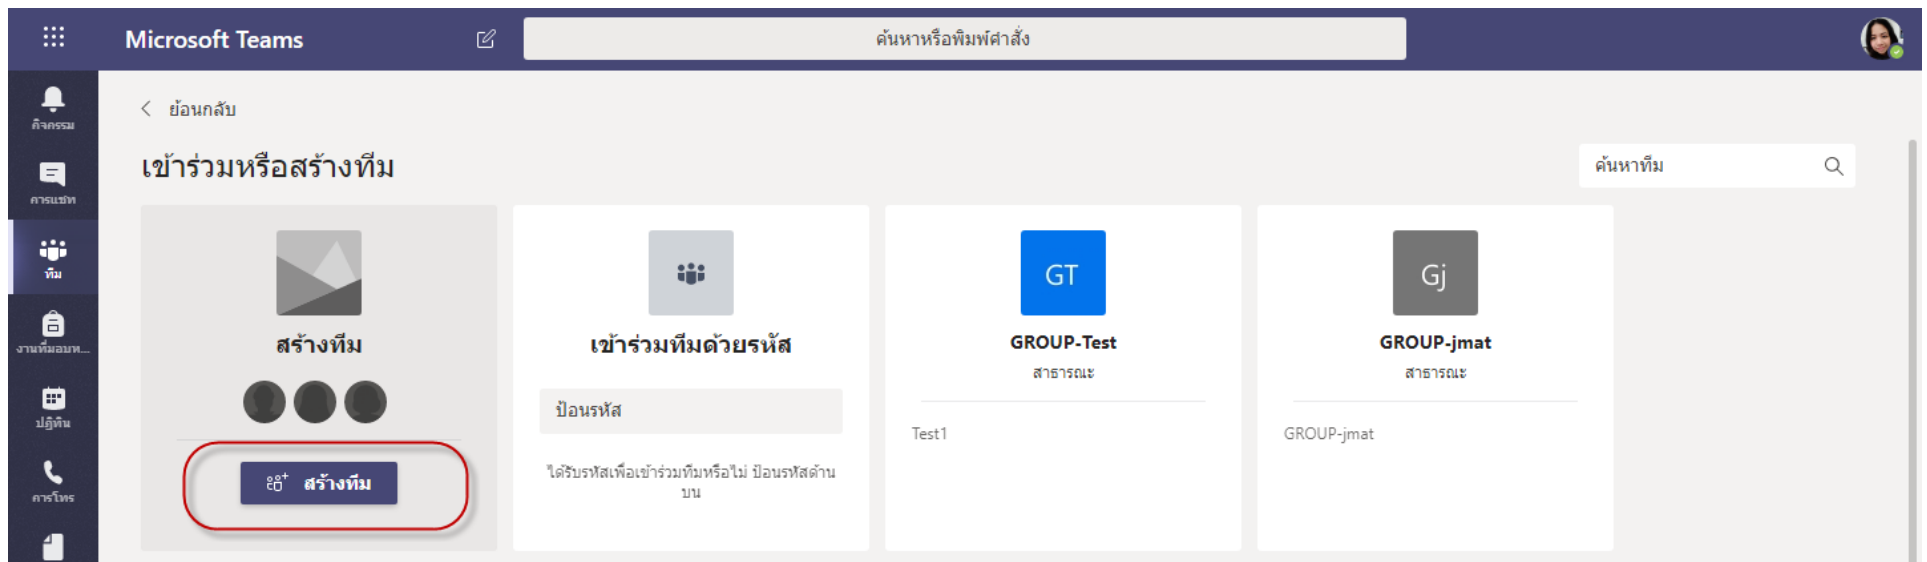 Microsoft Teams
ค้นหาหรือพิมพ์คำสั่ง
กิจกรรม
การแชท
ทีม
งานที่มอบห...
ปฏิทิน
การโทร
ย้อนกลับ
เข้าร่วมหรือสร้างทีม
ค้นหาทีม
สร้างทีม
สร้างทีม
เข้าร่วมทีมด้วยรหัส
ป้อนรหัส
ได้รับรหัสเพื่อเข้าร่วมทีมหรือไม่ ป้อนรหัสด้าน
บน
GT
GROUP-Test
สาธารณะ
Test1
Gj
GROUP-jmat
สาธารณะ
GROUP-jmat